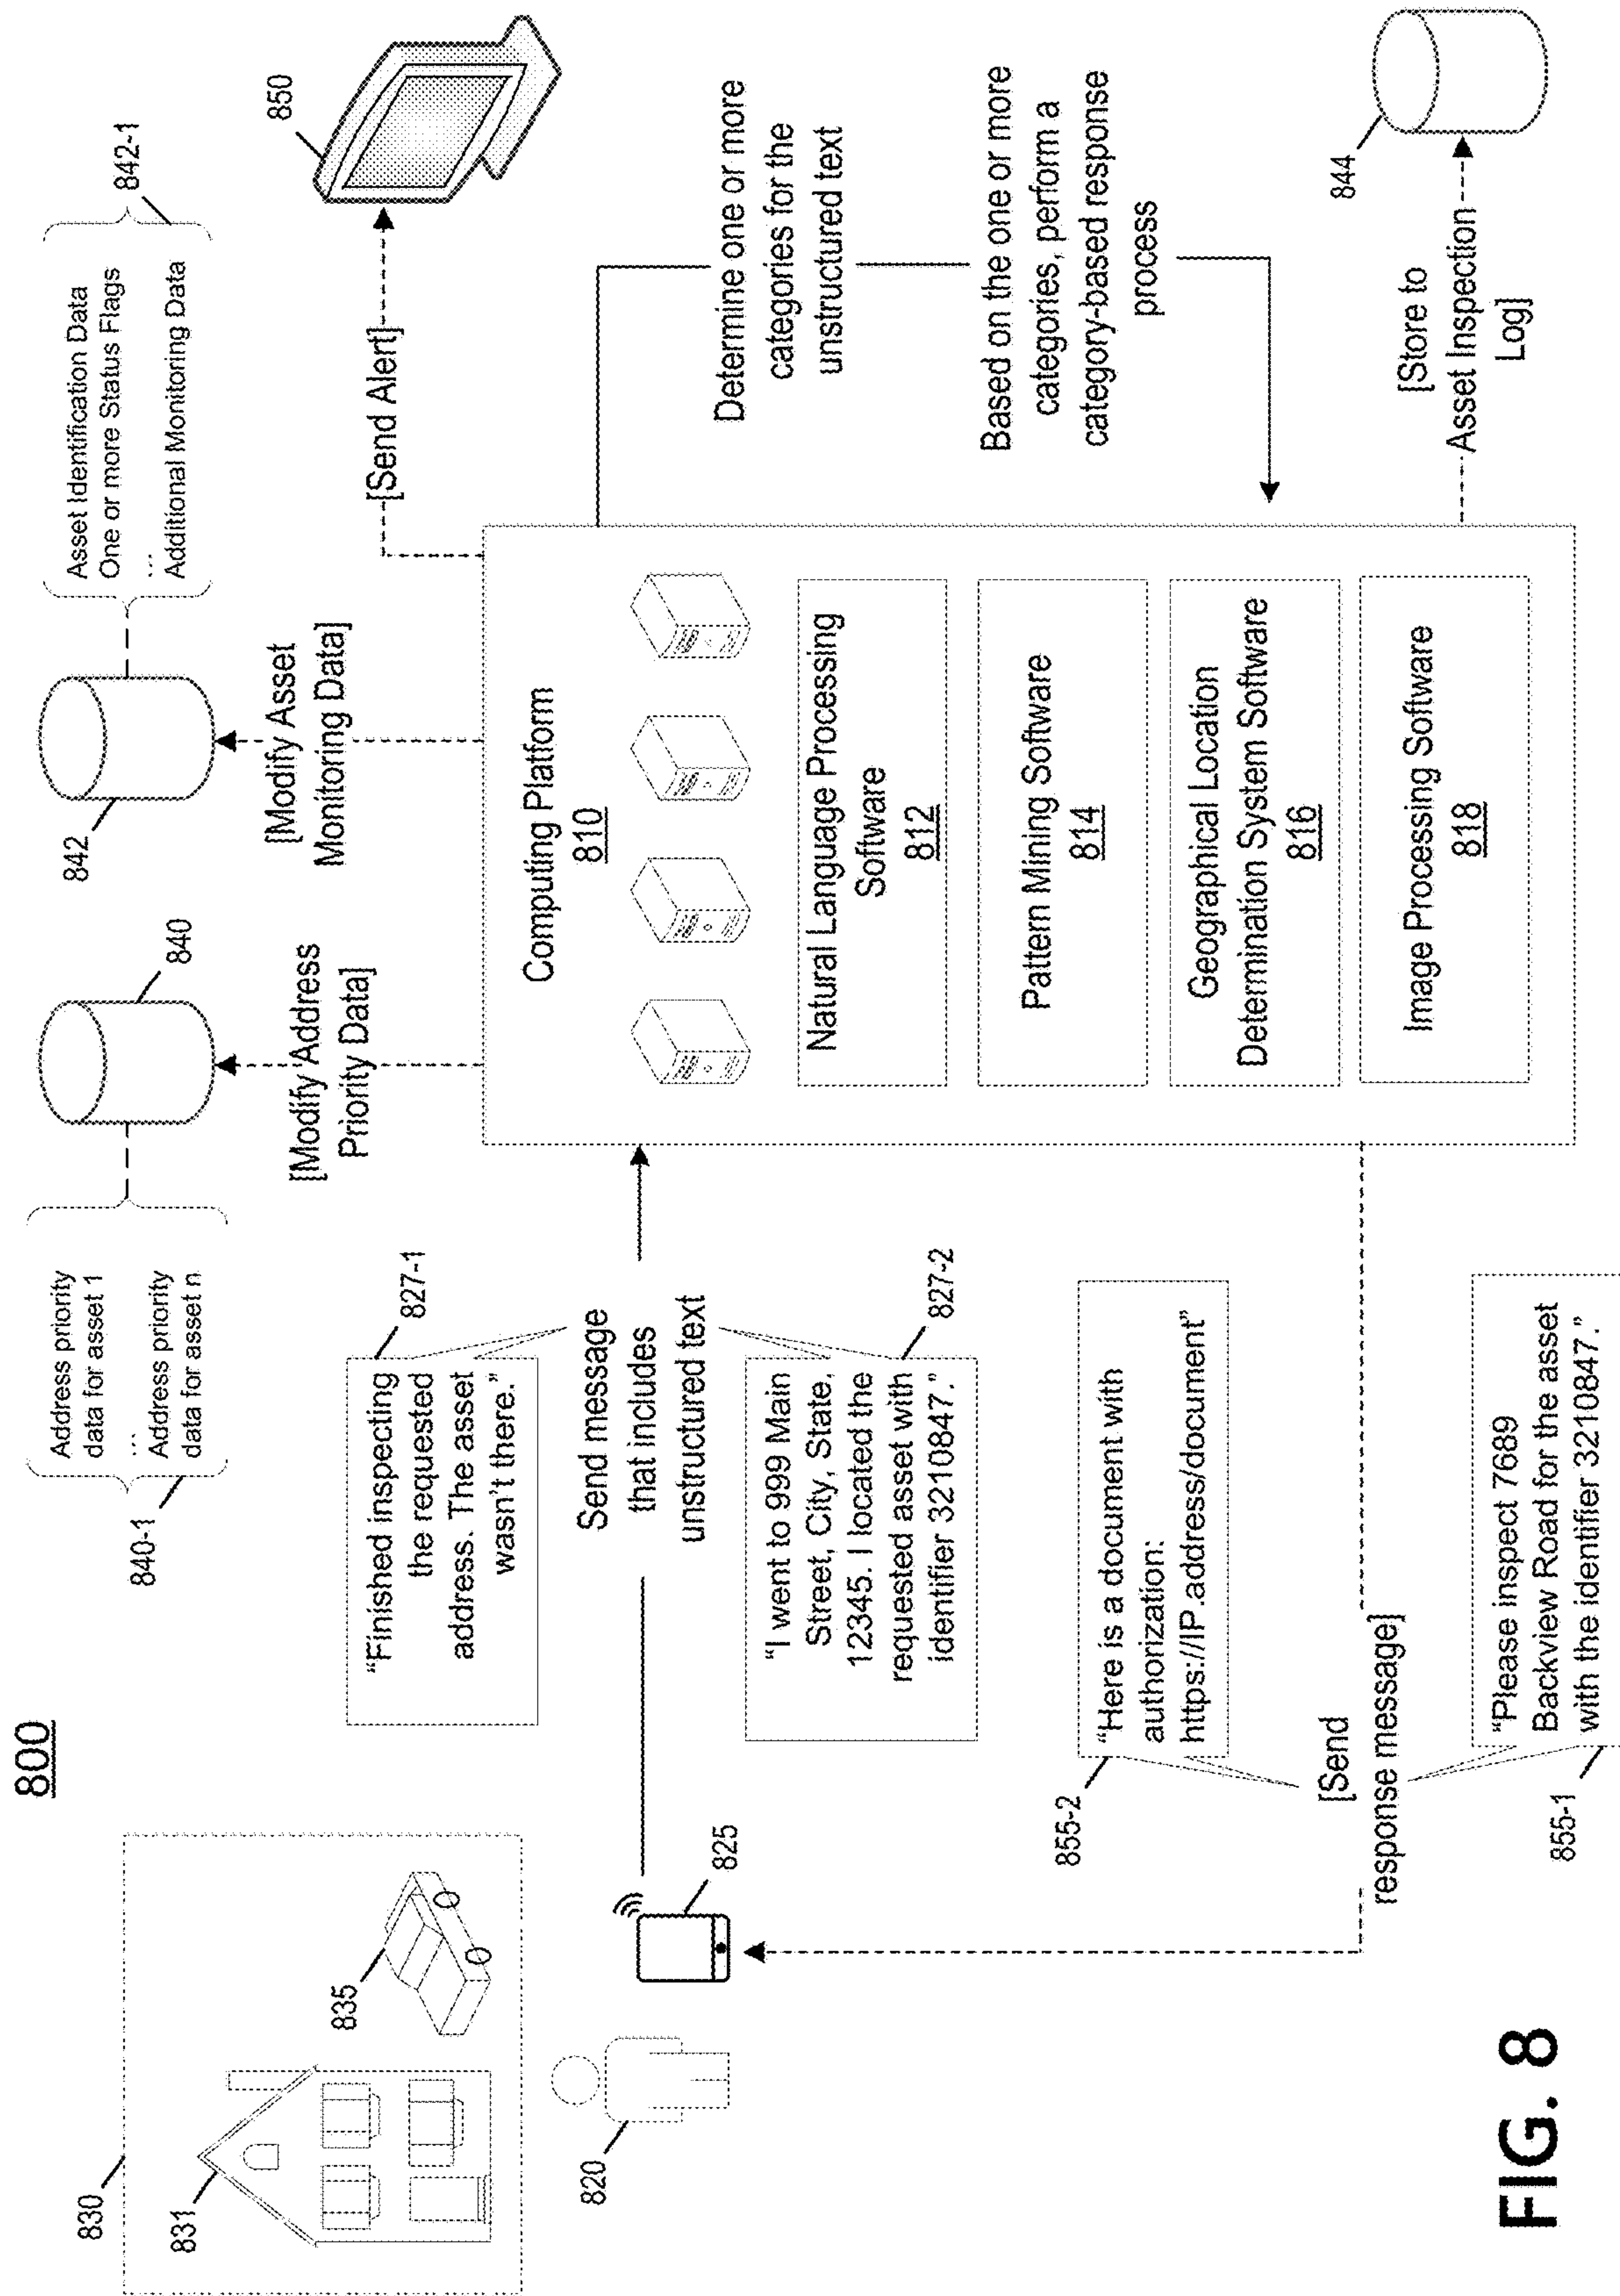 800
830
831
835
820
825
Address priority
data for asset 1
...
Address priority
data for asset n
840-1
840
842
Asset Identification Data
One or more Status Flags
...
Additional Monitoring Data
842-1
[Modify Address
Priority Data]
[Modify Asset
Monitoring Data]
[Send Alert]
850
"Finished inspecting
the requested
address. The asset
wasn't there."
827-1
Send message
that includes
unstructured text
"I went to 999 Main
Street, City, State,
12345. I located the
requested asset with
identifier 3210847."
827-2
Computing Platform
810
Natural Language Processing
Software
812
Pattern Mining Software
814
Geographical Location
Determination System Software
816
Image Processing Software
818
Determine one or more
categories for the
unstructured text
Based on the one or more
categories, perform a
category-based response
process
"Here is a document with
authorization:
https://IP.address/document"
855-2
[Send
response message]
"Please inspect 7689
Backview Road for the asset
with the identifier 3210847."
855-1
[Store to
Asset Inspection
Log]
844
FIG. 8